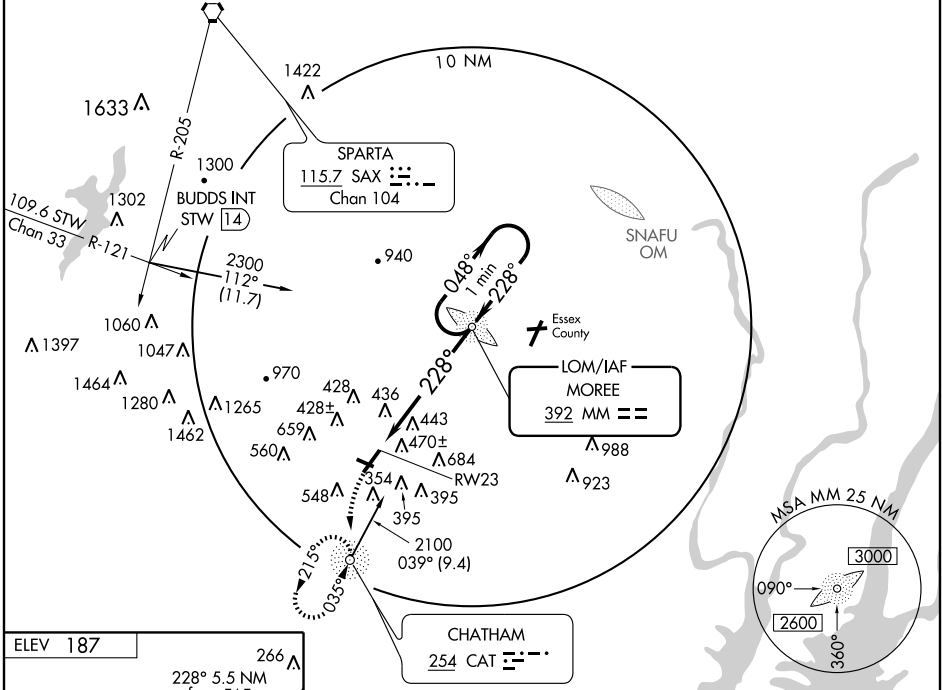 10 NM
1422
1633
R-205
SPARTA
115.7 SAX
Chan 104
1300
BUDDS INT
STW 14
1302
109.6 STW
Chan 33
R-121
2300
112°
(11.7)
940
SNAFU
OM
048°
1 min
228°
Essex
County
1060
1397
1047
228°
LOM/IAF
MOREE
392 MM
1464
970
1280
1265
428
436
428±
443
1462
659
470±
988
560
684
RW23
923
548
354
395
395
2100
039° (9.4)
215°
035°
MSA MM 25 NM
3000
090°
2600
360°
CHATHAM
254 CAT
ELEV 187
266
228° 5.5 NM